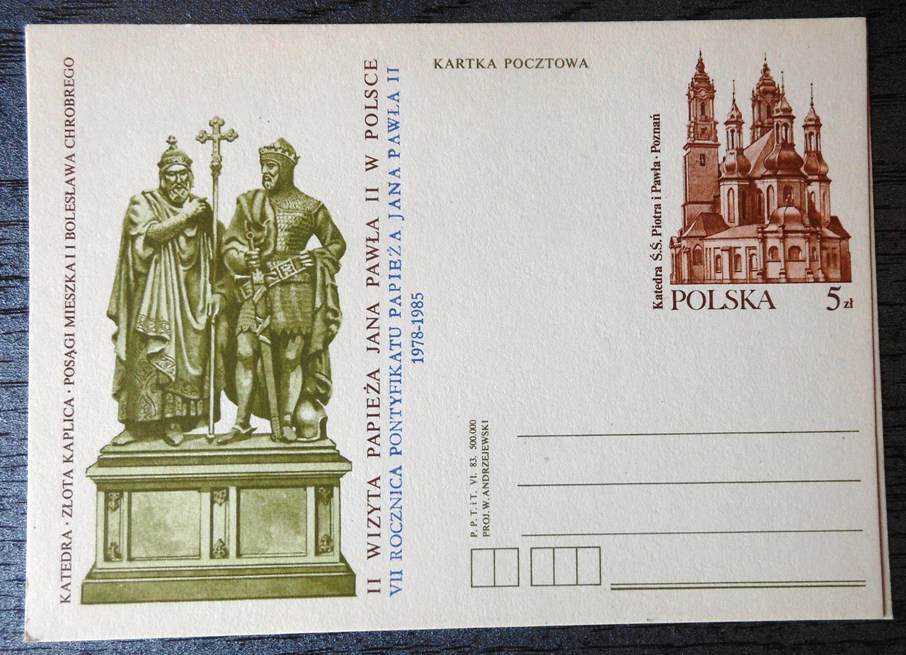 KATEDRA · ZŁOTA KAPLICA · POSĄGI MIESZKA I I BOLESŁAWA CHROBREGO
II WIZYTA PAPIEŻA JANA PAWŁA II W POLSCE
VII ROCZNICA PONTYFIKATU PAPIEŻA JANA PAWŁA II
1978-1985
KARTKA POCZTOWA
Katedra Ś.Ś. Piotra i Pawła · Poznań
POLSKA 5 zł
P. P. T. i T. VI. 83. 500.000
PROJ. W. ANDRZEJEWSKI